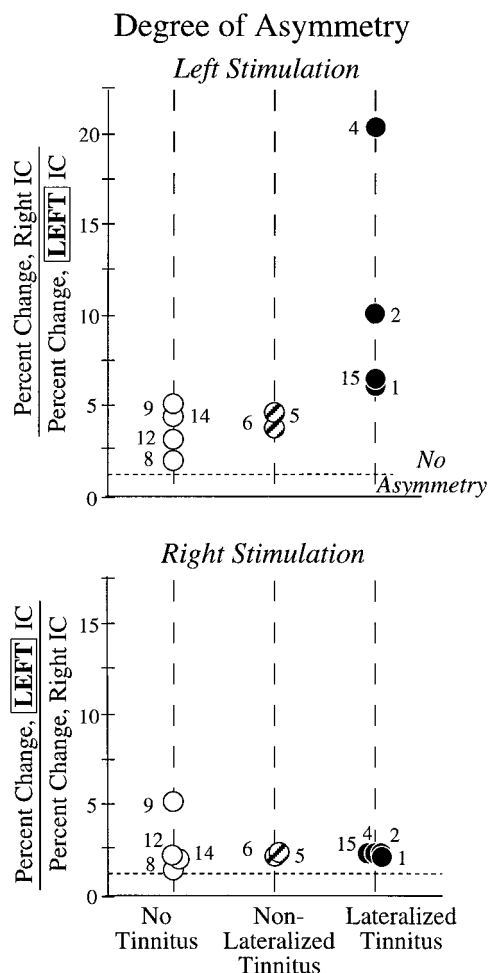 Degree of Asymmetry
Left Stimulation
Percent Change, Right IC
Percent Change, LEFT IC
20
15
10
5
0
4
2
15
1
9
14
12
8
6
5
No
Asymmetry
Right Stimulation
Percent Change, LEFT IC
Percent Change, Right IC
15
10
5
0
9
12
14
8
6
5
4
2
15
1
No
Tinnitus
Non-
Lateralized
Tinnitus
Lateralized
Tinnitus